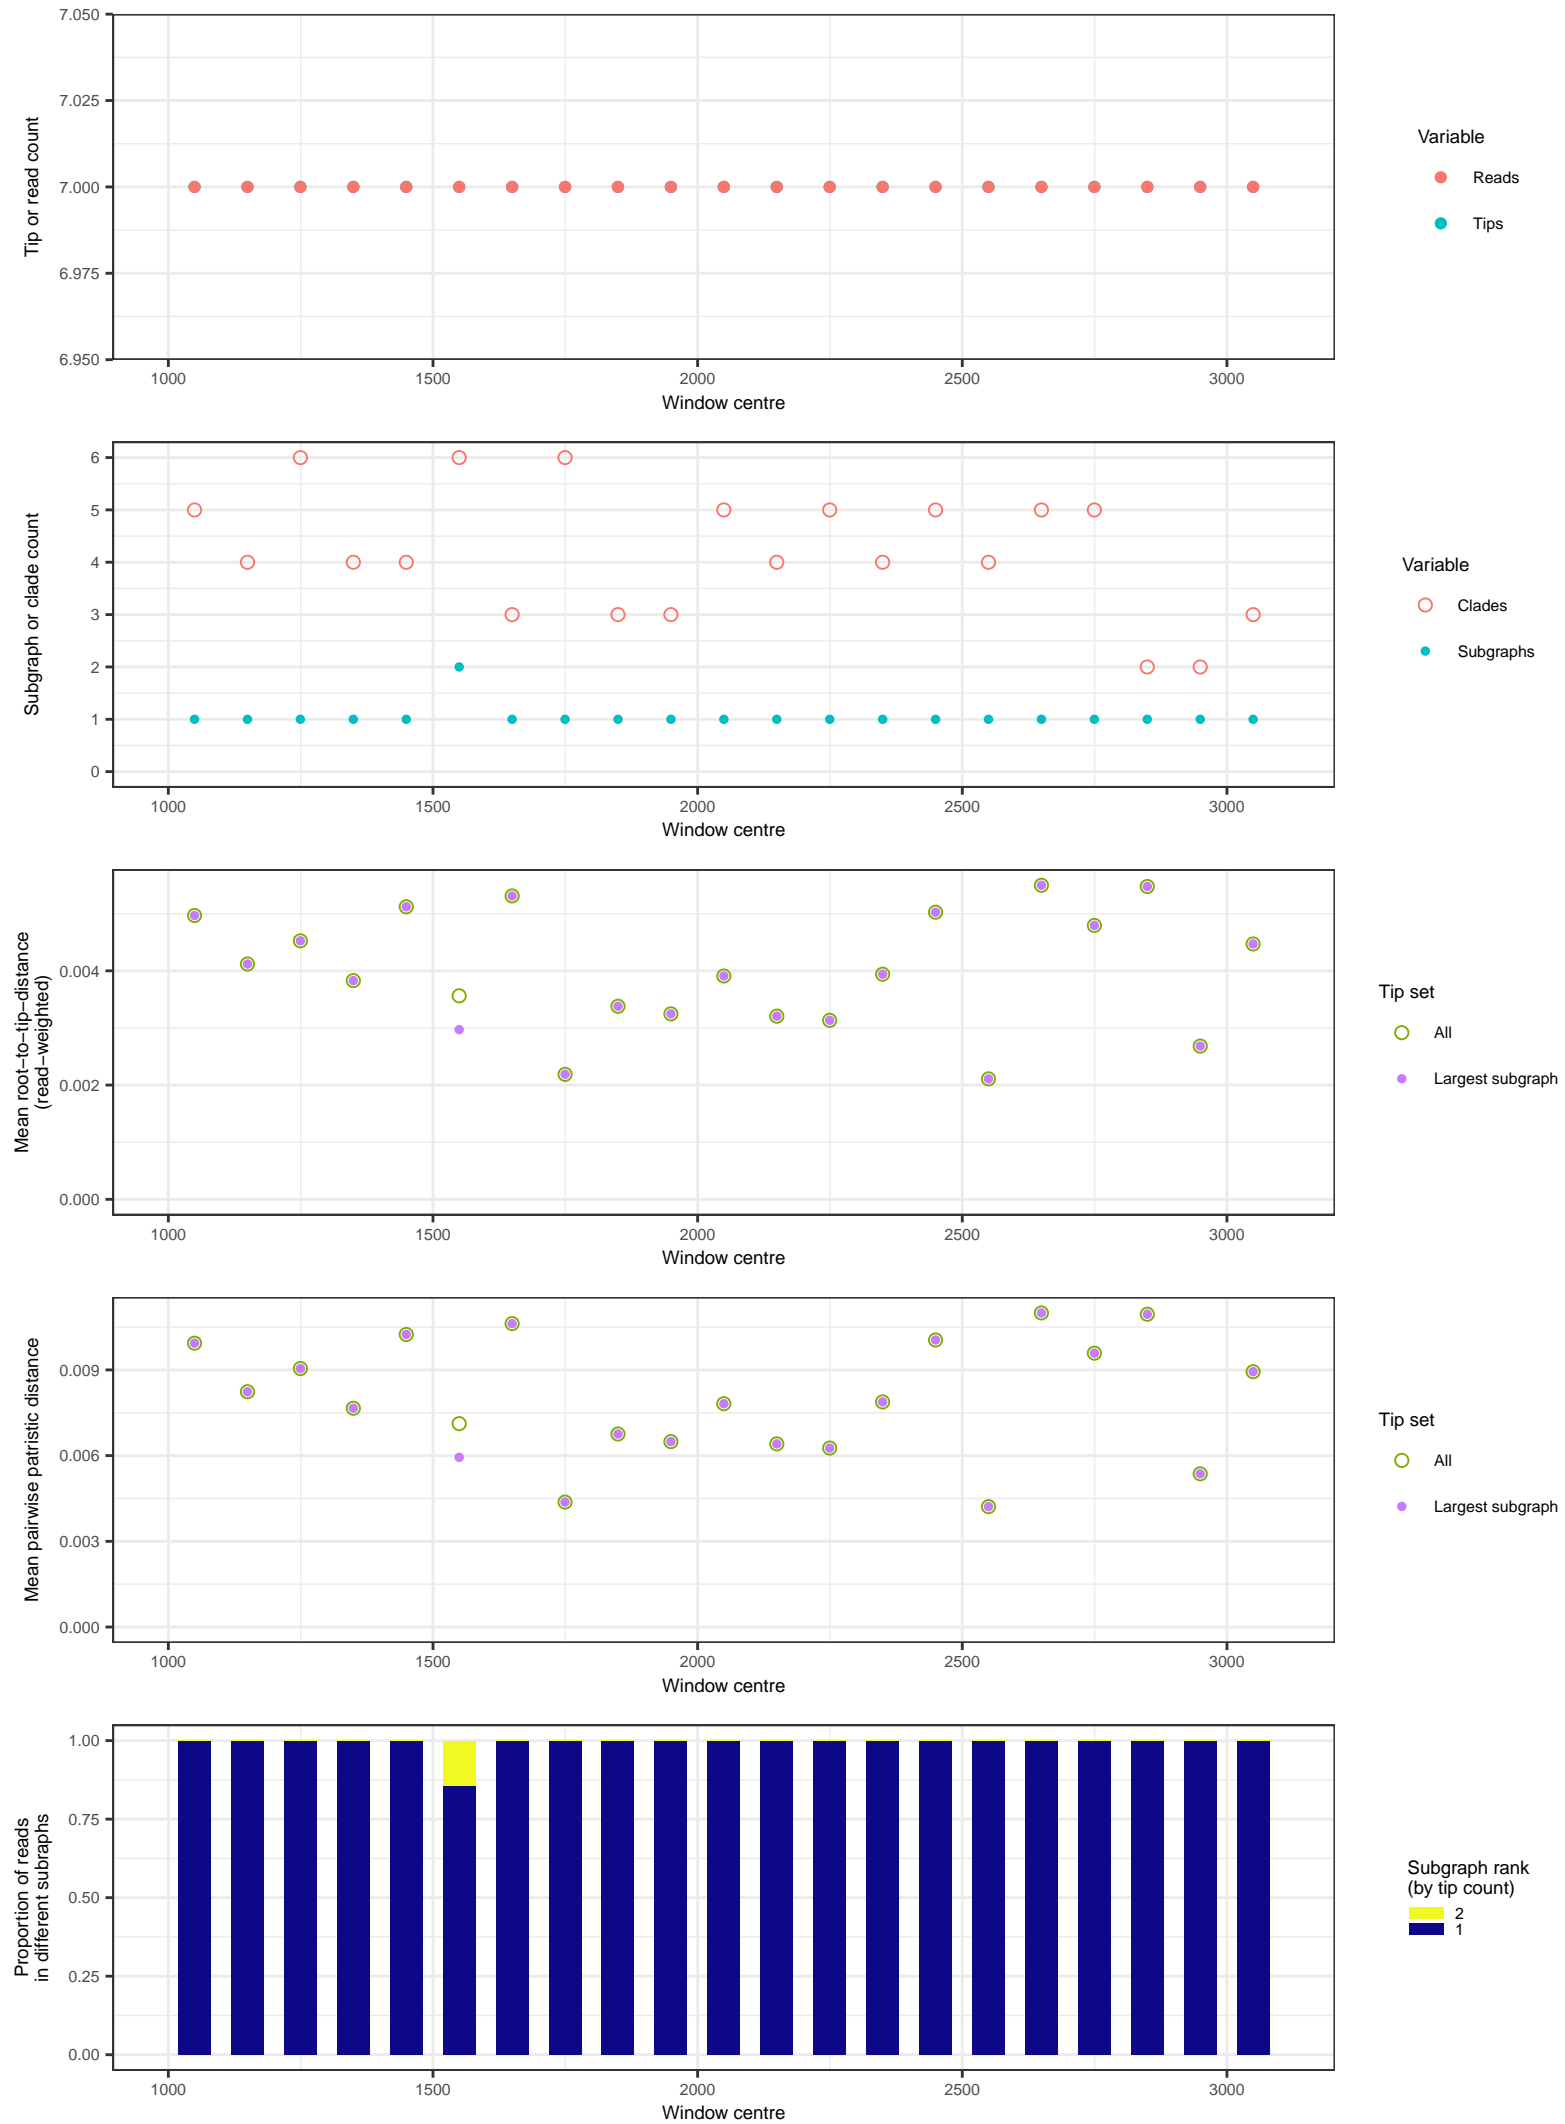 7.050
7.025
7.000
6.975
6.950
Tip or read count
1000 1500 2000 2500 3000
Window centre
Variable
Reads
Tips
6
5
4
3
2
1
0
Subgraph or clade count
1000 1500 2000 2500 3000
Window centre
Variable
Clades
Subgraphs
0.004
0.002
0.000
Mean root−to−tip−distance
(read−weighted)
1000 1500 2000 2500 3000
Window centre
Tip set
All
Largest subgraph
0.009
0.006
0.003
0.000
Mean pairwise patristic distance
1000 1500 2000 2500 3000
Window centre
Tip set
All
Largest subgraph
1.00
0.75
0.50
0.25
0.00
Proportion of reads
in different subraphs
1000 1500 2000 2500 3000
Window centre
Subgraph rank
(by tip count)
2
1